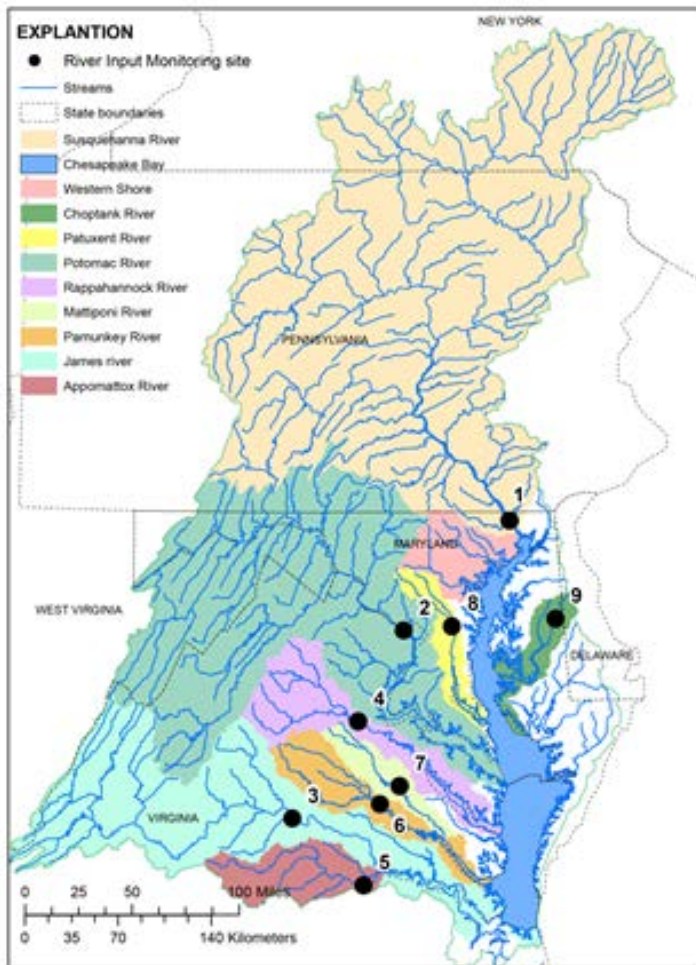 NEW YORK
EXPLANTION
River Input Monitoring site
Streams
State boundaries
Susquehanna River
Chesapeake Bay
Western Shore
Choptank River
Patuxent River
Potomac River
Rappahannock River
Mattiponi River
Pamunkey River
James river
Appomattox River
PENNSYLVANIA
1
MARYLAND
WEST VIRGINIA
2
8
9
DELAWARE
4
7
3
VIRGINIA
6
5
0 25 50 100 Miles
0 35 70 140 Kilometers